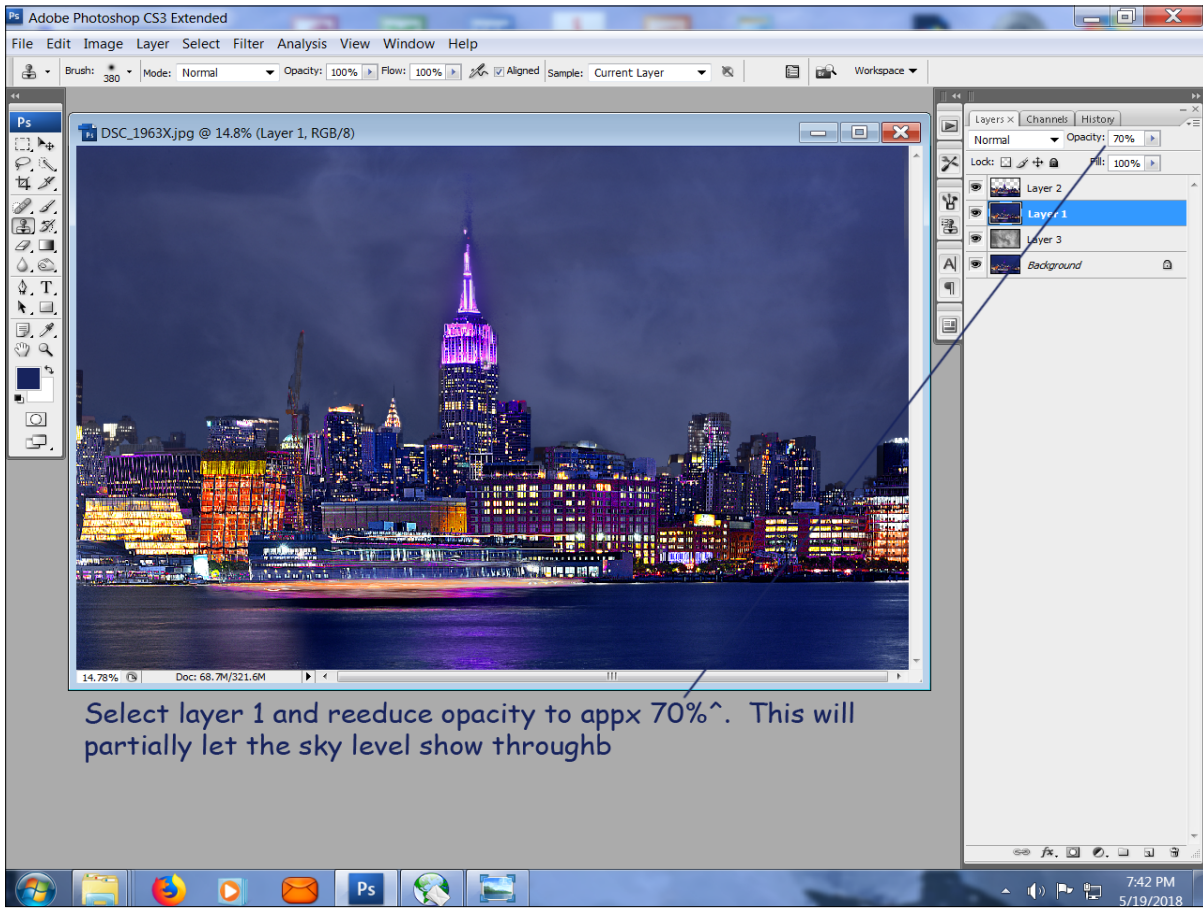 Ps Adobe Photoshop CS3 Extended
File Edit Image Layer Select Filter Analysis View Window Help
Brush: 380 Mode: Normal Opacity: 100% Flow: 100% Aligned Sample: Current Layer Workspace
Ps
DSC_1963X.jpg @ 14.8% (Layer 1, RGB/8)
14.78% Doc: 68.7M/321.6M
Select layer 1 and reeduce opacity to appx 70%^. This will
partially let the sky level show throughb
Layers × Channels History
Normal Opacity: 70%
Lock: Fill: 100%
Layer 2
Layer 1
Layer 3
Background
Ps
7:42 PM
5/19/2018